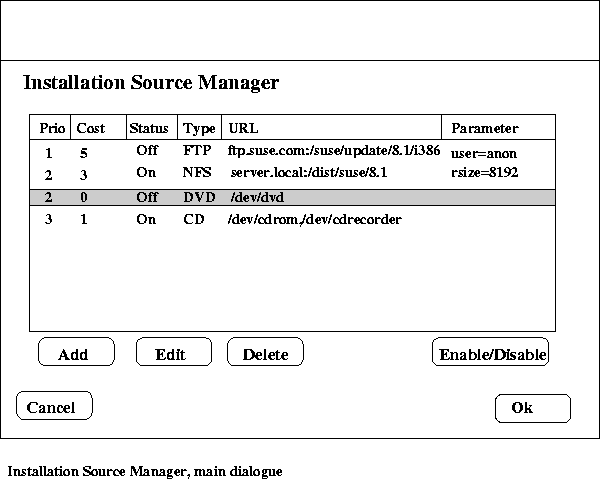 Installation Source Manager
Prio Cost Status Type URL Parameter
1 5 Off FTP ftp.suse.com:/suse/update/8.1/i386 user=anon
2 3 On NFS server.local:/dist/suse/8.1 rsize=8192
2 0 Off DVD /dev/dvd
3 1 On CD /dev/cdrom,/dev/cdrecorder
Add Edit Delete Enable/Disable
Cancel Ok
Installation Source Manager, main dialogue